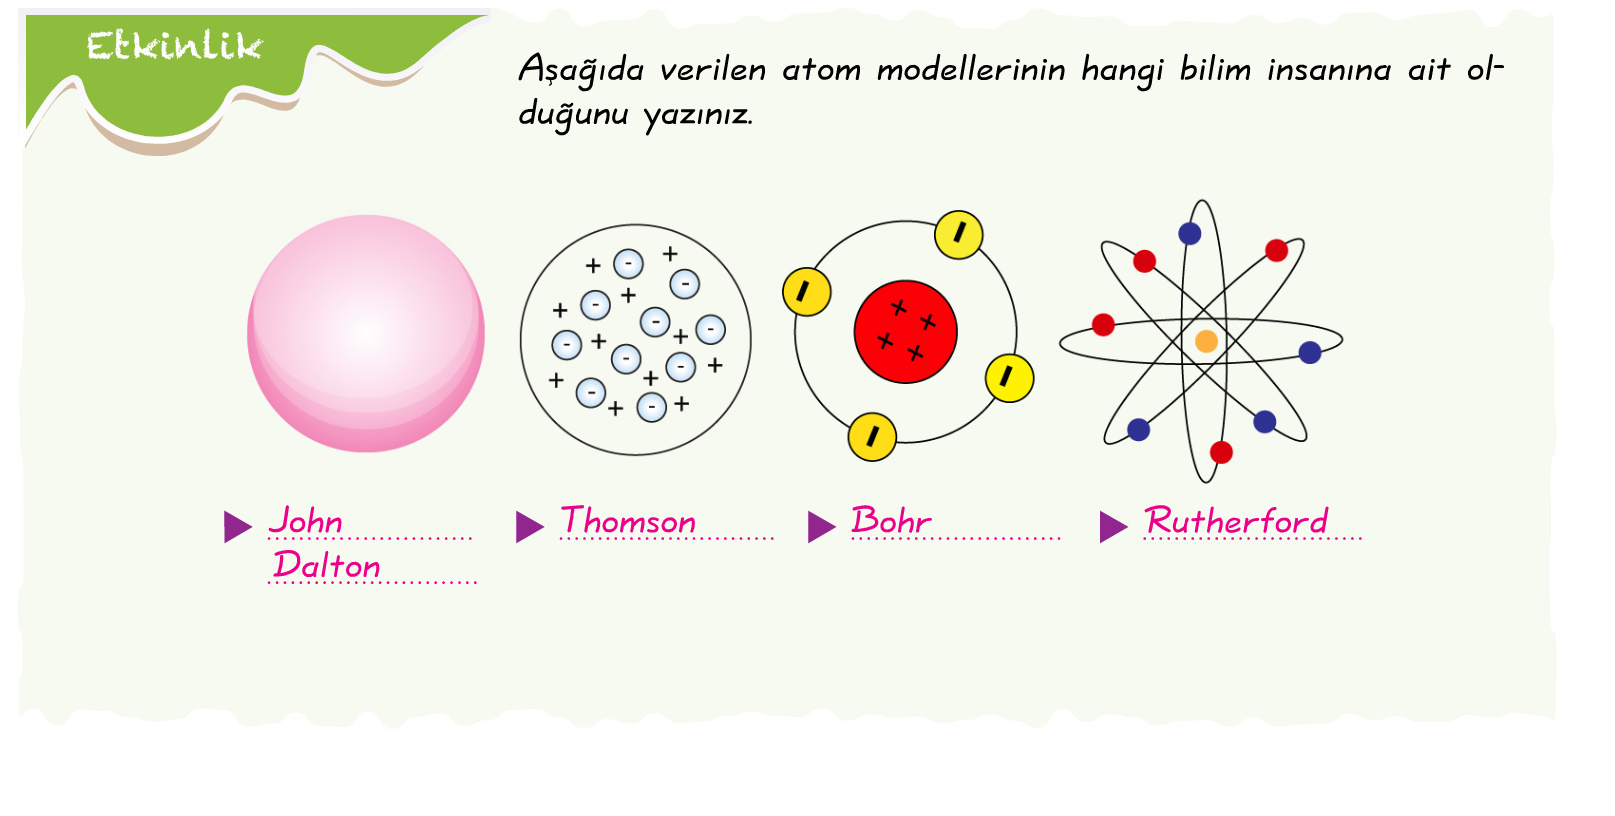 Etkinlik
Aşağıda verilen atom modellerinin hangi bilim insanına ait ol-
duğunu yazınız.
+ - + - + - + - - + - + - - + + + - + - + 
- - - -
+ + + +
John
Dalton
Thomson
Bohr
Rutherford